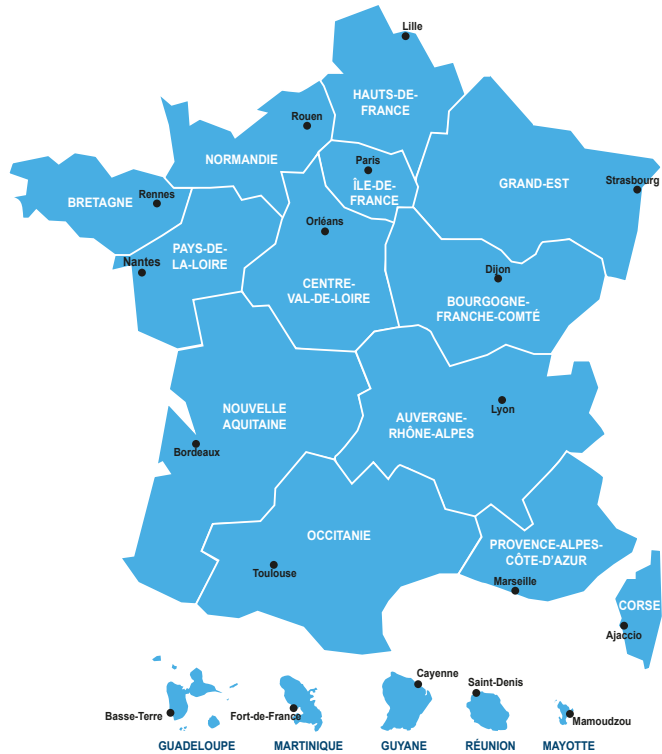 Lille
HAUTS-DE-
FRANCE
Rouen
NORMANDIE
Paris
ÎLE-DE-
FRANCE
GRAND-EST
Strasbourg
BRETAGNE
Rennes
PAYS-DE-
LA-LOIRE
Nantes
Orléans
CENTRE-
VAL-DE-LOIRE
Dijon
BOURGOGNE-
FRANCHE-COMTÉ
NOUVELLE
AQUITAINE
Bordeaux
AUVERGNE-
RHÔNE-ALPES
Lyon
OCCITANIE
Toulouse
PROVENCE-ALPES-
CÔTE-D'AZUR
Marseille
CORSE
Ajaccio
Basse-Terre
GUADELOUPE
Fort-de-France
MARTINIQUE
Cayenne
GUYANE
Saint-Denis
RÉUNION
Mamoudzou
MAYOTTE